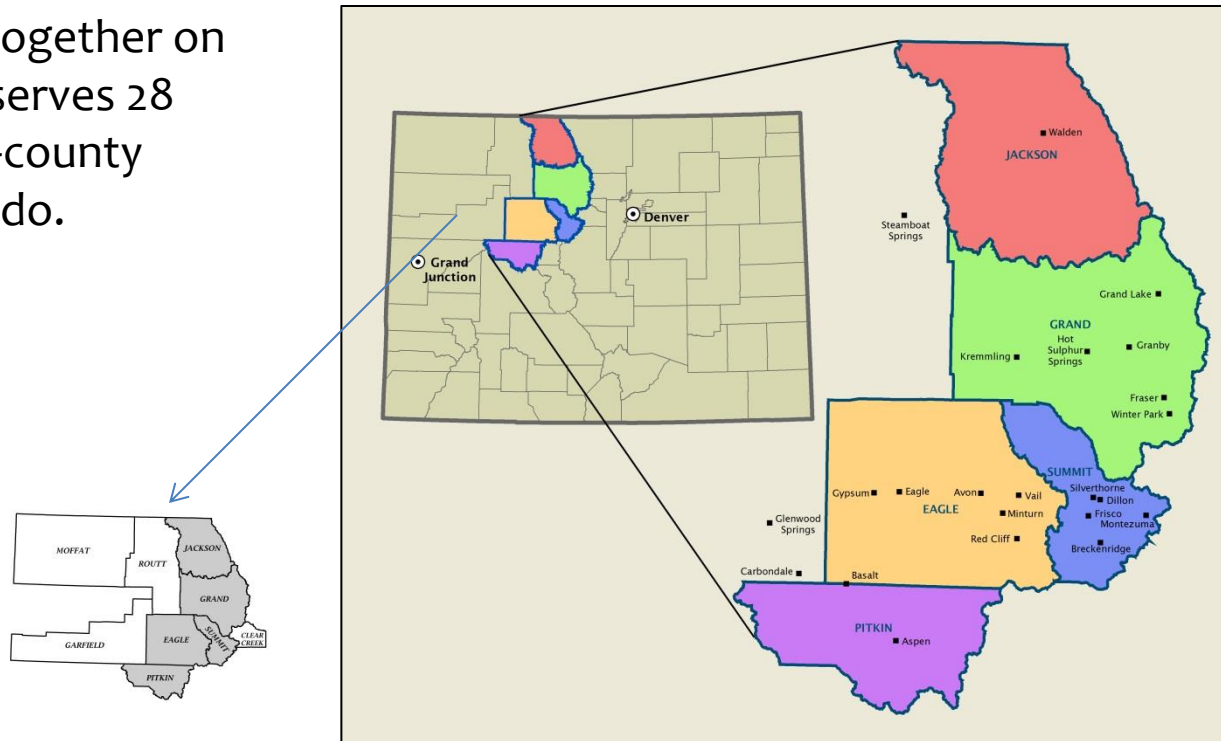 ogether on
serves 28
-county
do.
Denver
Grand
Junction
Walden
JACKSON
Steamboat
Springs
Grand Lake
GRAND
Hot
Sulphur
Springs
Kremmling
Granby
Fraser
Winter Park
SUMMIT
Silverthorne
Dillon
Frisco
Montezuma
Breckenridge
Gypsum
Eagle
Avon
Vail
EAGLE
Minturn
Red Cliff
Glenwood
Springs
Carbondale
Basalt
PITKIN
Aspen
MOFFAT
ROUTT
JACKSON
GRAND
EAGLE
SUMMIT
CLEAR
CREEK
GARFIELD
PITKIN